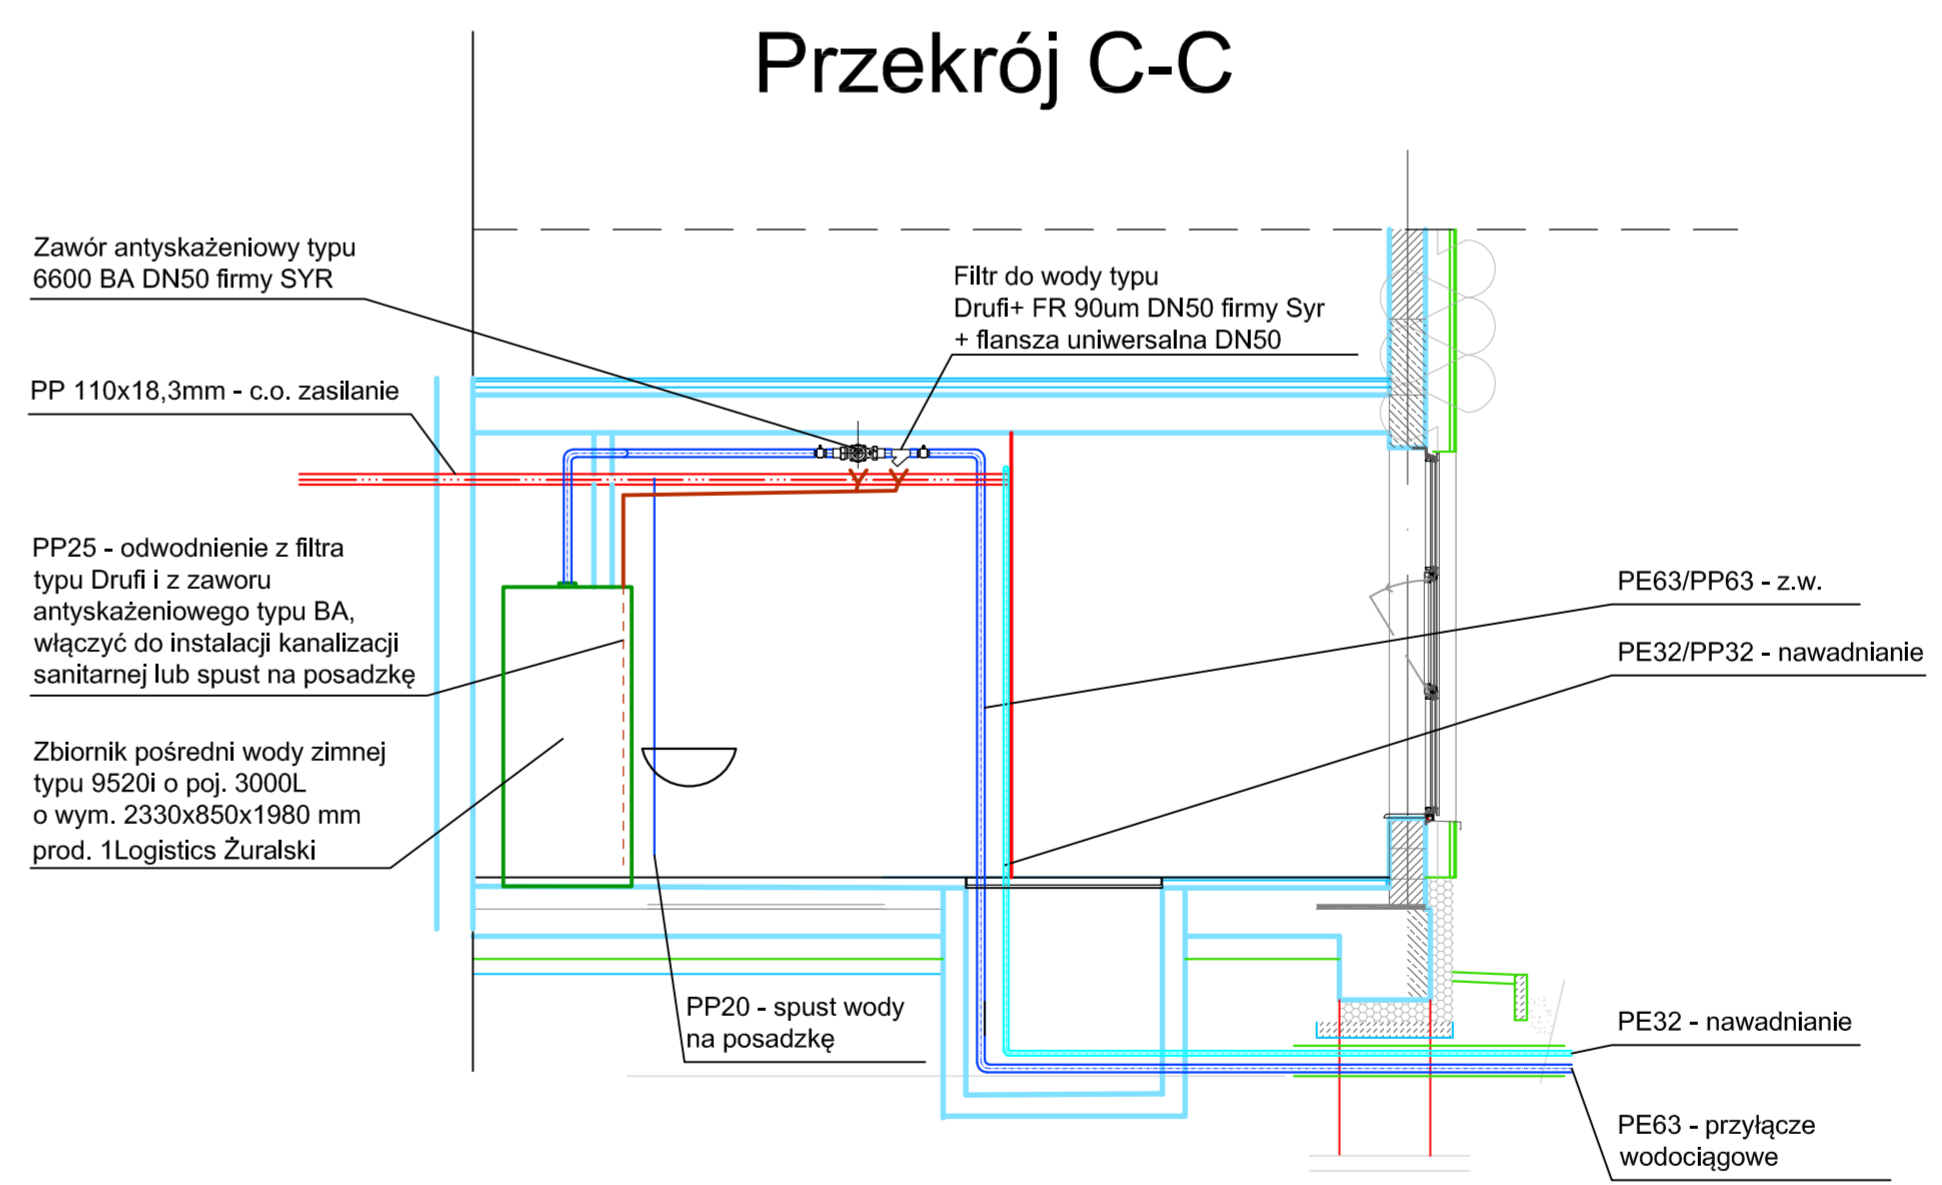 Przekrój C-C
Zawór antyskażeniowy typu
6600 BA DN50 firmy SYR
Filtr do wody typu
Drufi+ FR 90um DN50 firmy Syr
+ flansza uniwersalna DN50
PP 110x18,3mm - c.o. zasilanie
PP25 - odwodnienie z filtra
typu Drufi i z zaworu
antyskażeniowego typu BA,
włączyć do instalacji kanalizacji
sanitarnej lub spust na posadzkę
Zbiornik pośredni wody zimnej
typu 9520i o poj. 3000L
o wym. 2330x850x1980 mm
prod. 1Logistics Żuralski
PE63/PP63 - z.w.
PE32/PP32 - nawadnianie
PP20 - spust wody
na posadzkę
PE32 - nawadnianie
PE63 - przyłącze
wodociągowe